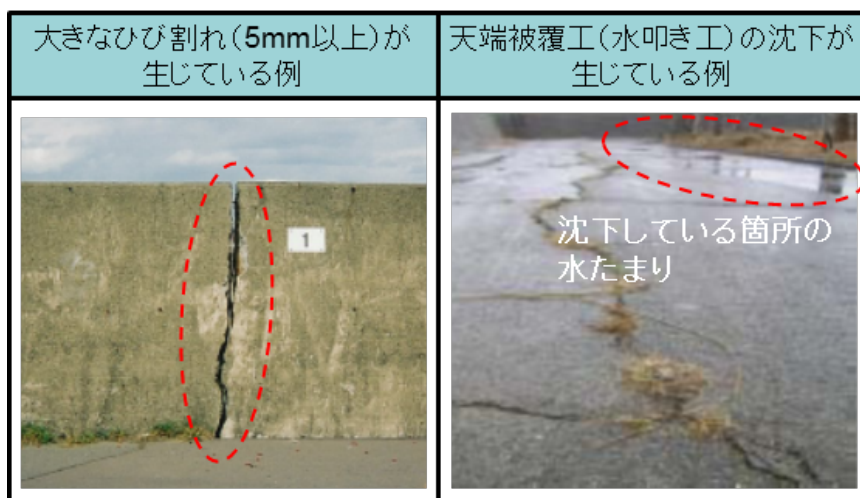 大きなひび割れ(5mm以上)が
生じている例
天端被覆工(水叩き工)の沈下が
生じている例
1
沈下している箇所の
水たまり